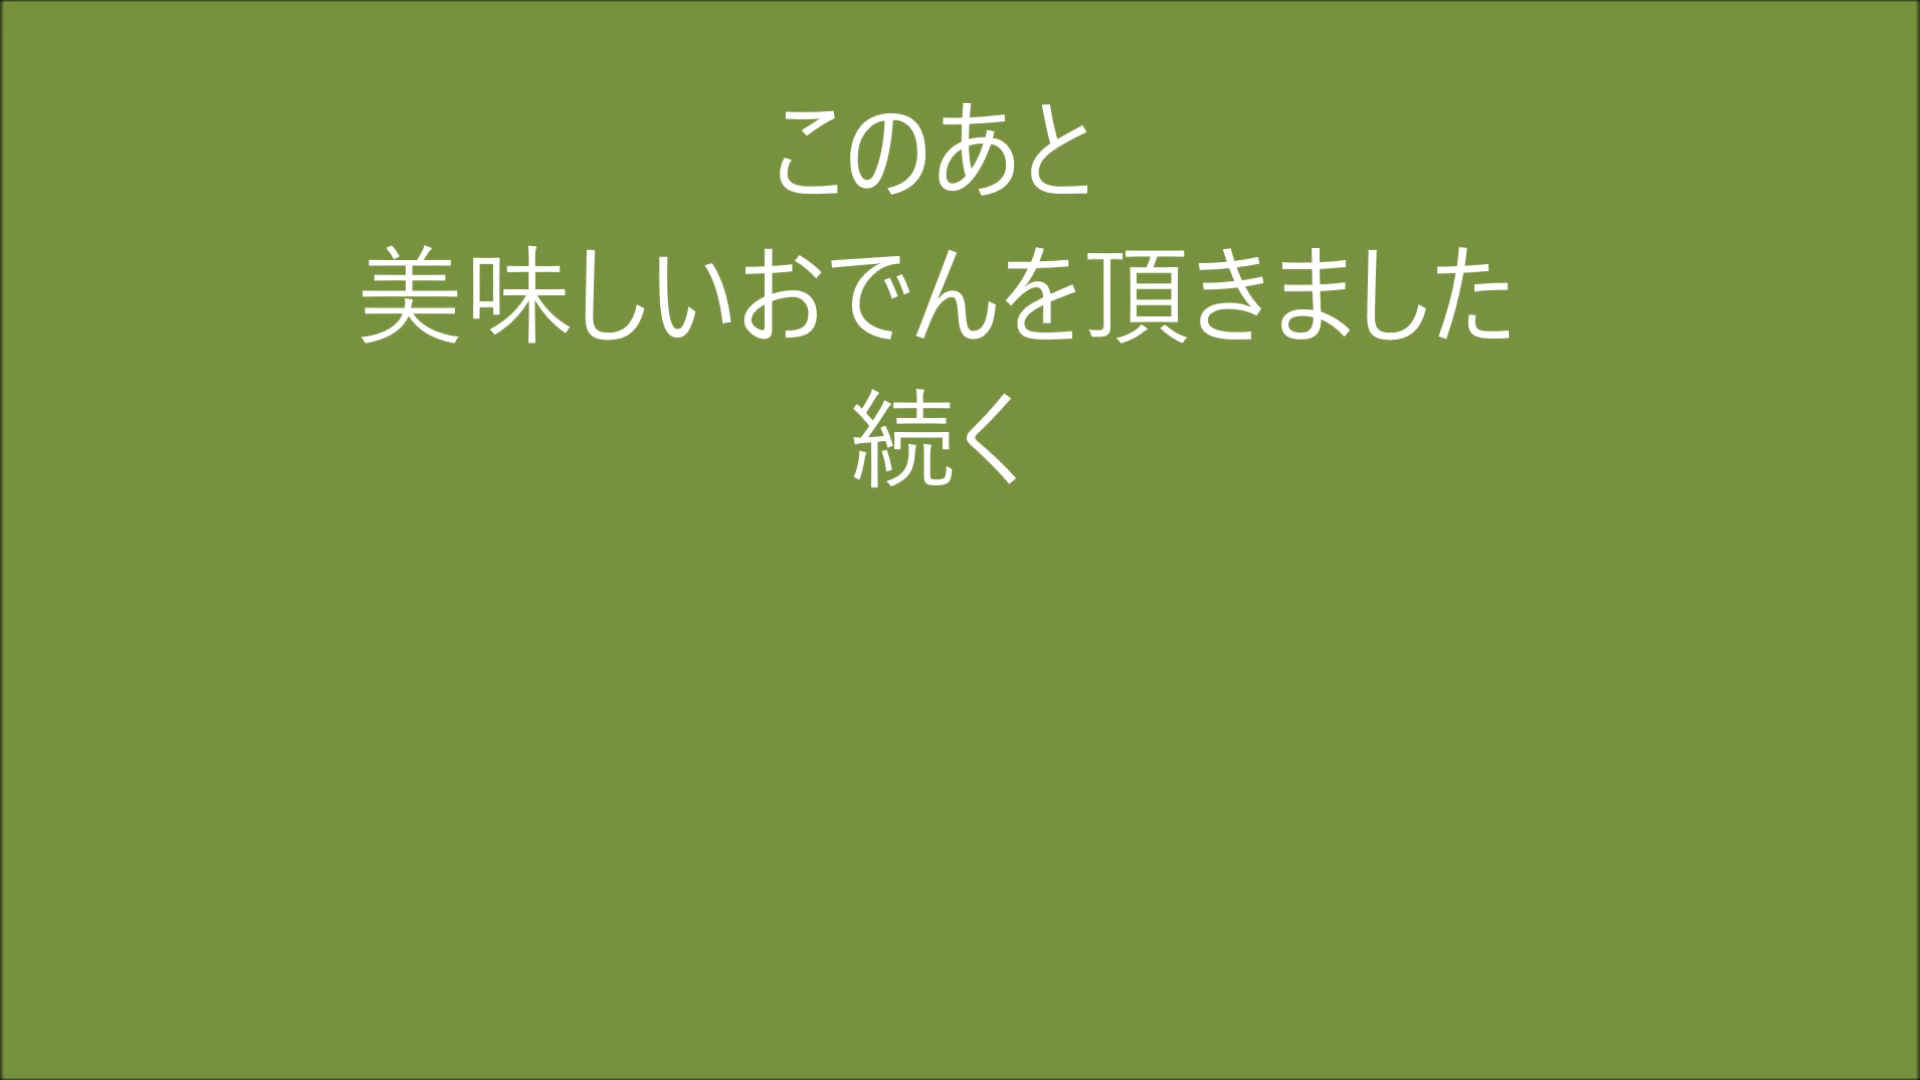 このあと
美味しいおでんを頂きました
続く